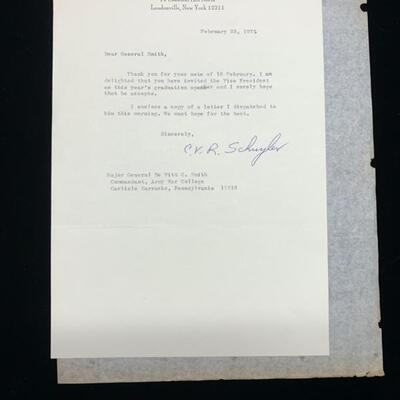 Loudonville, New York 12211
February 28, 1975
Dear General Smith,
Thank you for your note of 18 February. I am
delighted that you have invited the Vice President
as this year's graduation speaker and I surely hope
that he accepts.
I enclose a copy of a letter I dispatched to
him this morning. We must hope for the best.
Sincerely,
C.V.R. Schuyler
Major General De Witt C. Smith
Commandant, Army War College
Carlisle Barracks, Pennsylvania 17013